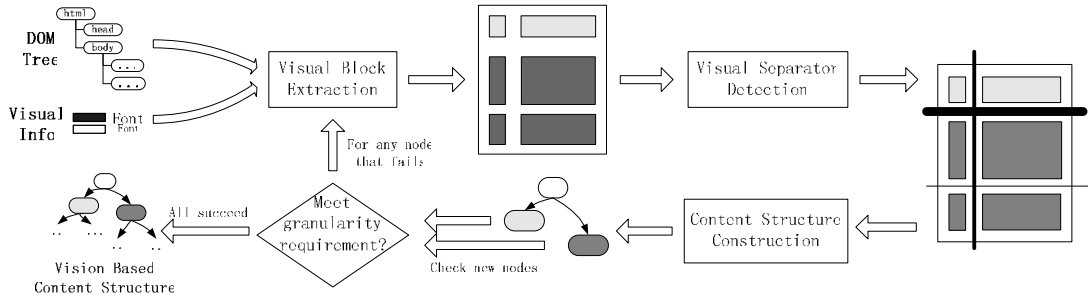 html
head
body
...
...
DOM
Tree
Visual
Info
Font
Font
Visual Block
Extraction
Visual Separator
Detection
For any node
that fails
Meet
granularity
requirement?
All succeed
Check new nodes
Content Structure
Construction
..
...
..
..
Vision Based
Content Structure